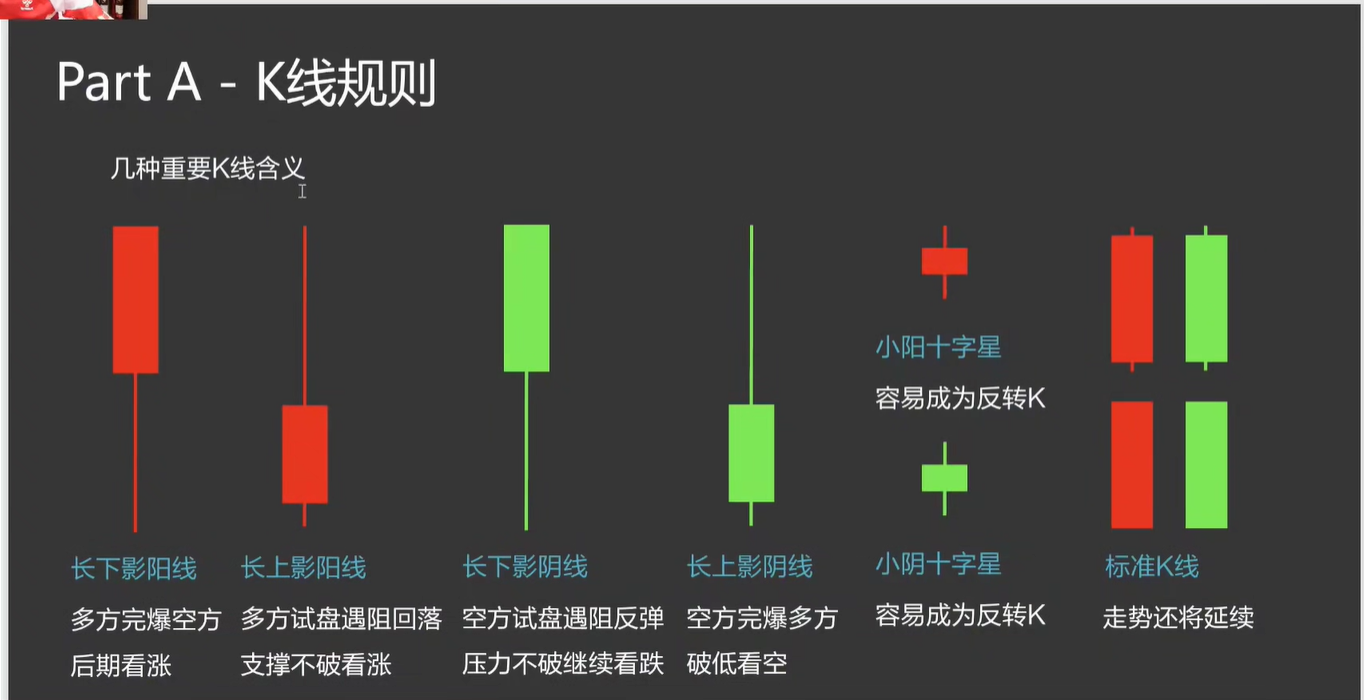 Part A - K线规则
几种重要K线含义
长下影阳线
多方完爆空方
后期看涨
长上影阳线
多方试盘遇阻回落
支撑不破看涨
长下影阴线
空方试盘遇阻反弹
压力不破继续看跌
长上影阴线
空方完爆多方
破低看空
小阳十字星
容易成为反转K
小阴十字星
容易成为反转K
标准K线
走势还将延续